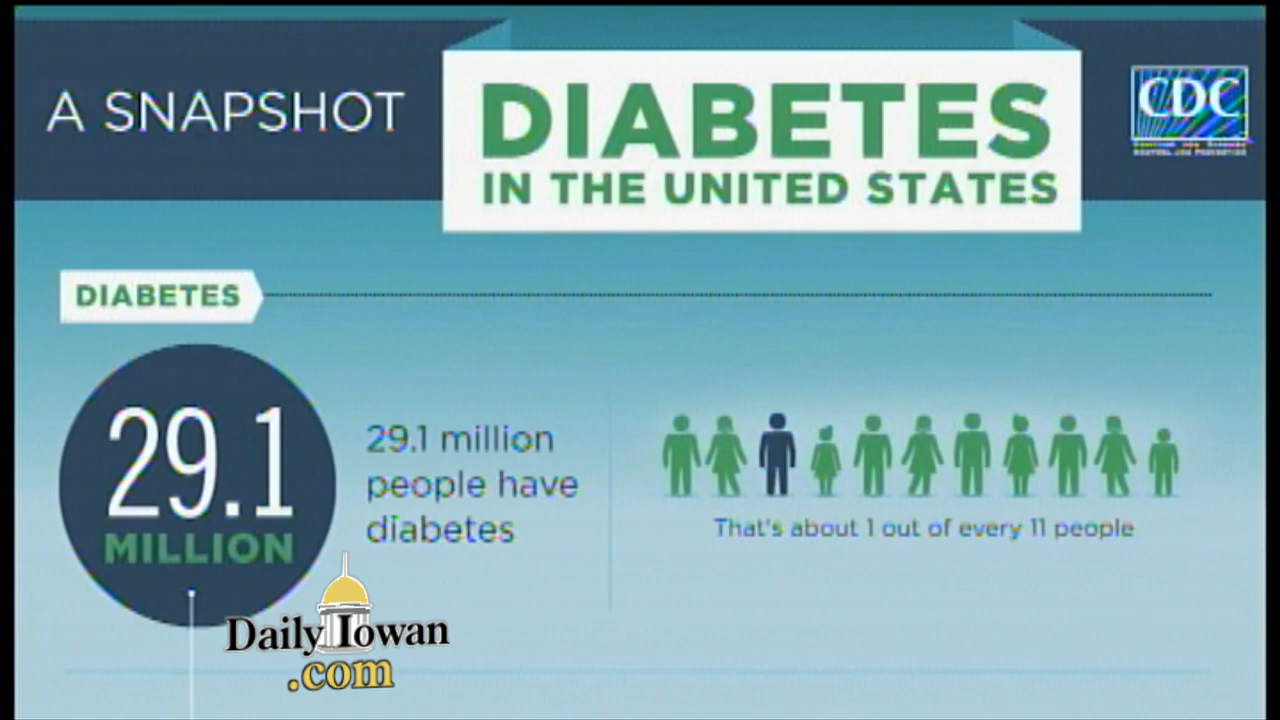 A SNAPSHOT
DIABETES
IN THE UNITED STATES
CDC
DIABETES
29.1
MILLION
29.1 million
people have
diabetes
That's about 1 out of every 11 people
Daily Iowan
.com